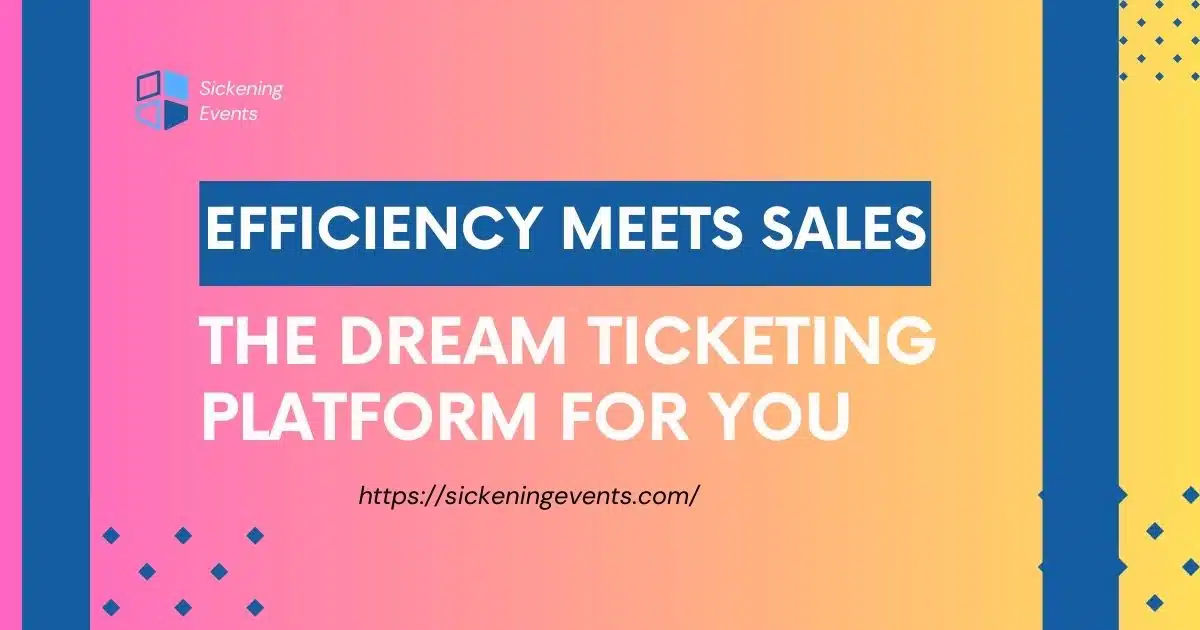 Sickening
Events
EFFICIENCY MEETS SALES
THE DREAM TICKETING
PLATFORM FOR YOU
https://sickeningevents.com/